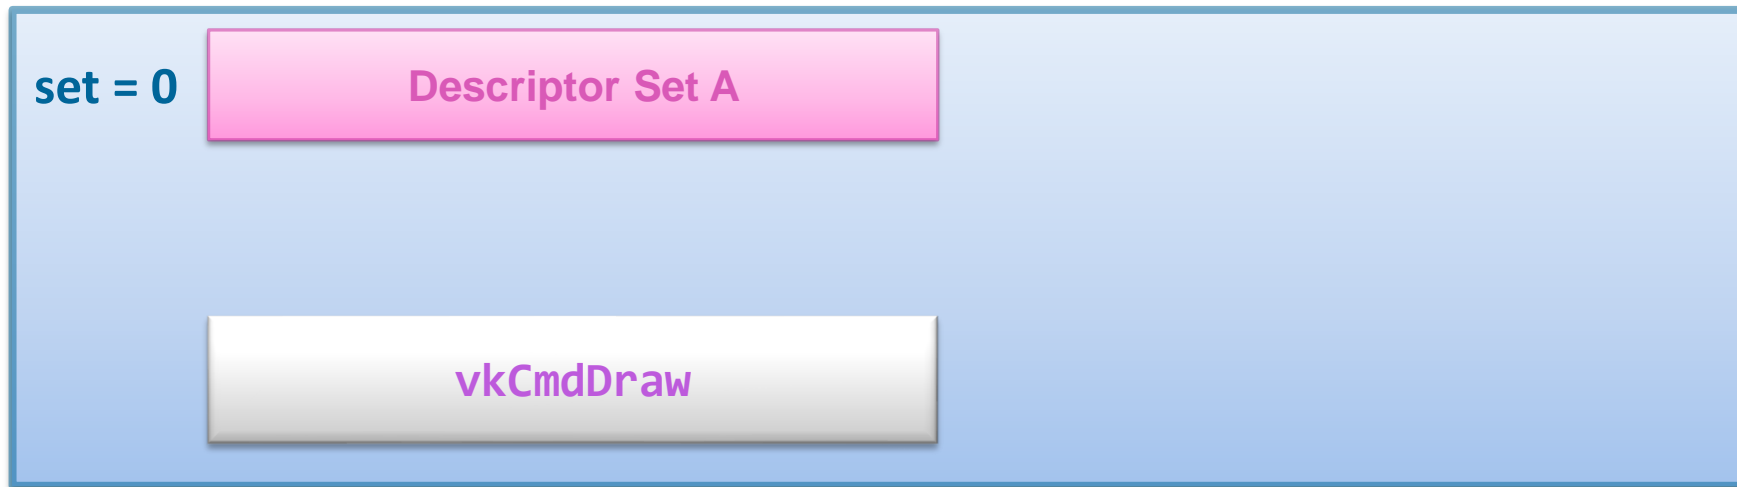 set = 0
Descriptor Set A
vkCmdDraw